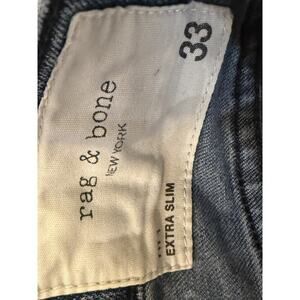 33
rag & bone
NEW YORK
EXTRA SLIM